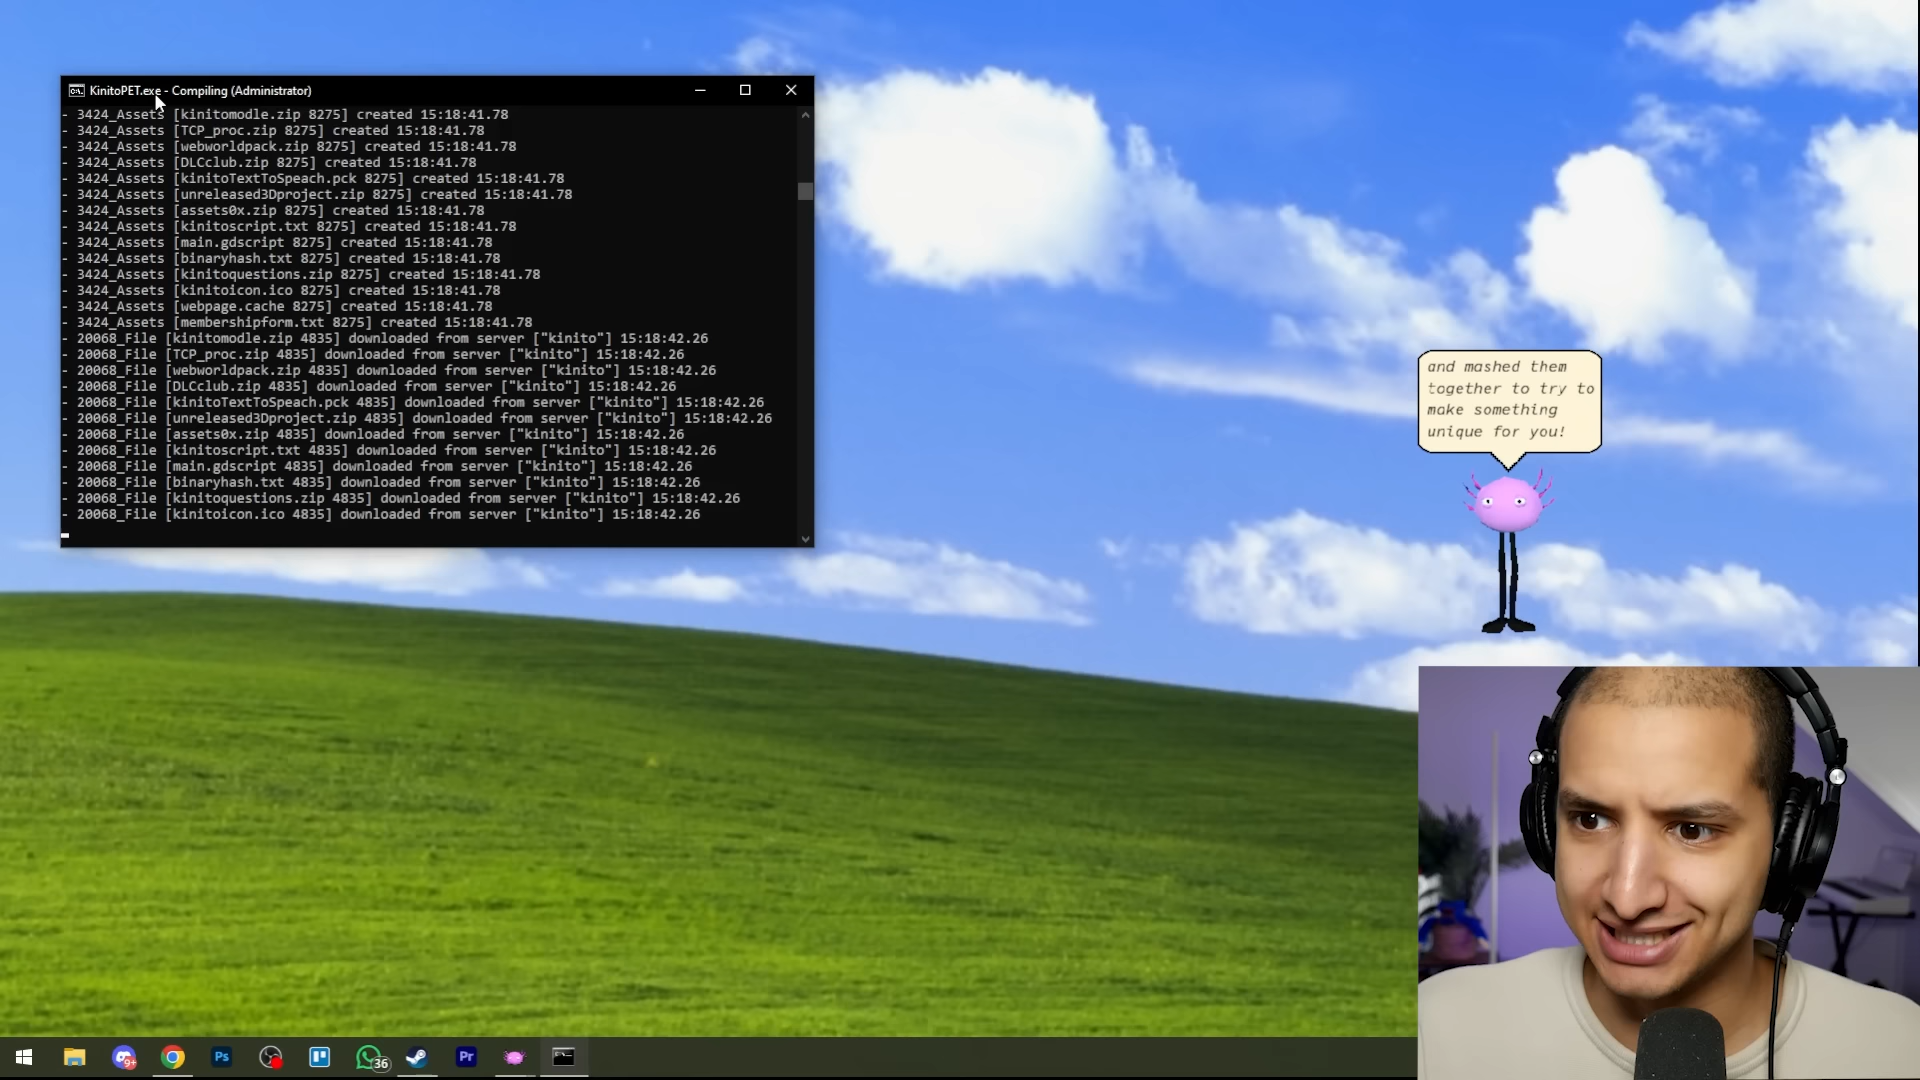 KinitoPET.exe - Compiling (Administrator)
- 3424_Assets [kinitomodle.zip 8275] created 15:18:41.78
- 3424_Assets [TCP_proc.zip 8275] created 15:18:41.78
- 3424_Assets [webworldpack.zip 8275] created 15:18:41.78
- 3424_Assets [DLCclub.zip 8275] created 15:18:41.78
- 3424_Assets [kinitoTextToSpeach.pck 8275] created 15:18:41.78
- 3424_Assets [unreleased3Dproject.zip 8275] created 15:18:41.78
- 3424_Assets [assets0x.zip 8275] created 15:18:41.78
- 3424_Assets [kinitoscript.txt 8275] created 15:18:41.78
- 3424_Assets [main.gdscript 8275] created 15:18:41.78
- 3424_Assets [binaryhash.txt 8275] created 15:18:41.78
- 3424_Assets [kinitoquestions.zip 8275] created 15:18:41.78
- 3424_Assets [kinitoicon.ico 8275] created 15:18:41.78
- 3424_Assets [webpage.cache 8275] created 15:18:41.78
- 3424_Assets [membershipform.txt 8275] created 15:18:41.78
- 20068_File [kinitomodle.zip 4835] downloaded from server ["kinito"] 15:18:42.26
- 20068_File [TCP_proc.zip 4835] downloaded from server ["kinito"] 15:18:42.26
- 20068_File [webworldpack.zip 4835] downloaded from server ["kinito"] 15:18:42.26
- 20068_File [DLCclub.zip 4835] downloaded from server ["kinito"] 15:18:42.26
- 20068_File [kinitoTextToSpeach.pck 4835] downloaded from server ["kinito"] 15:18:42.26
- 20068_File [unreleased3Dproject.zip 4835] downloaded from server ["kinito"] 15:18:42.26
- 20068_File [assets0x.zip 4835] downloaded from server ["kinito"] 15:18:42.26
- 20068_File [kinitoscript.txt 4835] downloaded from server ["kinito"] 15:18:42.26
- 20068_File [main.gdscript 4835] downloaded from server ["kinito"] 15:18:42.26
- 20068_File [binaryhash.txt 4835] downloaded from server ["kinito"] 15:18:42.26
- 20068_File [kinitoquestions.zip 4835] downloaded from server ["kinito"] 15:18:42.26
- 20068_File [kinitoicon.ico 4835] downloaded from server ["kinito"] 15:18:42.26
and mashed them
together to try to
make something
unique for you!
9+
Ps
36
Pr